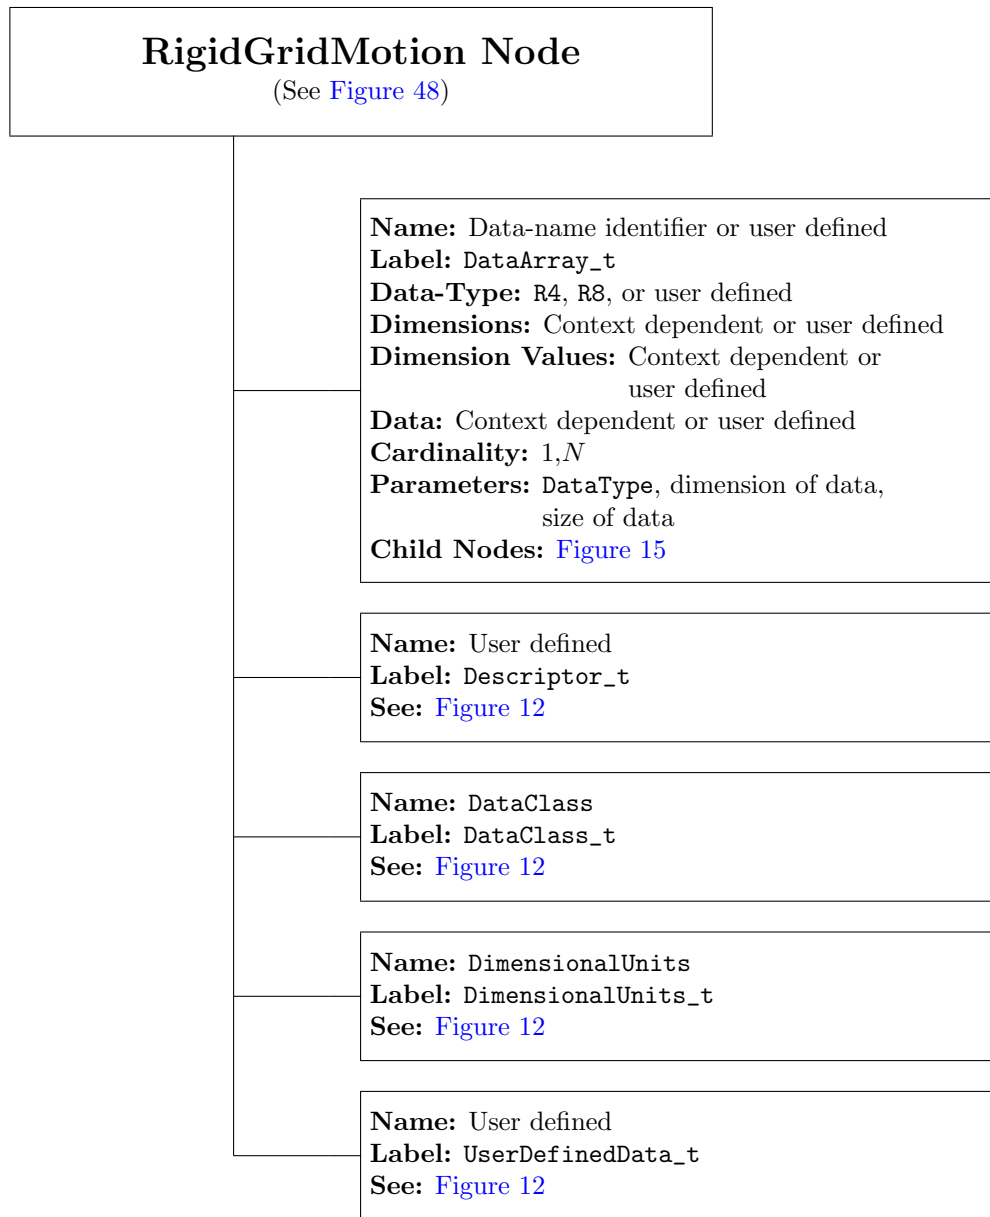 RigidGridMotion Node
(See Figure 48)
Name: Data-name identifier or user defined
Label: DataArray_t
Data-Type: R4, R8, or user defined
Dimensions: Context dependent or user defined
Dimension Values: Context dependent or
user defined
Data: Context dependent or user defined
Cardinality: 1,N
Parameters: DataType, dimension of data,
size of data
Child Nodes: Figure 15
Name: User defined
Label: Descriptor_t
See: Figure 12
Name: DataClass
Label: DataClass_t
See: Figure 12
Name: DimensionalUnits
Label: DimensionalUnits_t
See: Figure 12
Name: User defined
Label: UserDefinedData_t
See: Figure 12